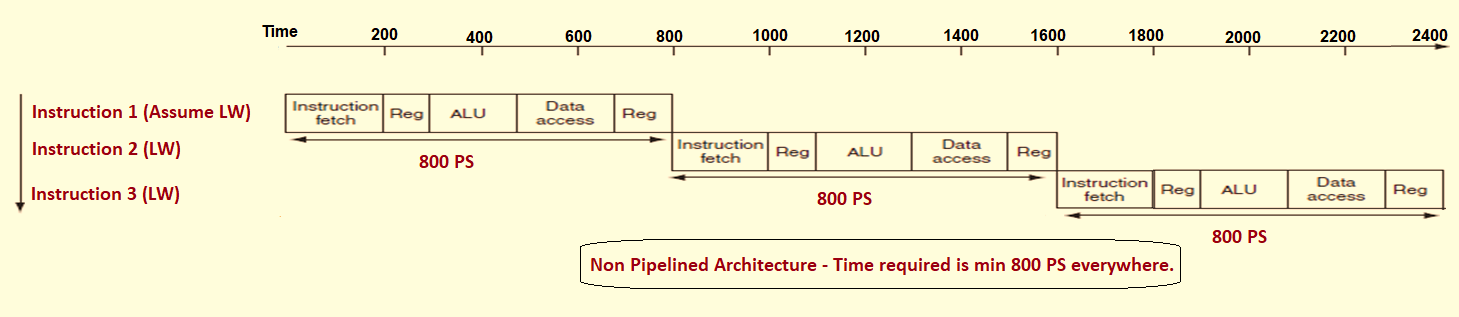 Time 200 400 600 800 1000 1200 1400 1600 1800 2000 2200 2400
Instruction 1 (Assume LW)
Instruction fetch
Reg
ALU
Data access
Reg
800 PS
Instruction 2 (LW)
Instruction fetch
Reg
ALU
Data access
Reg
800 PS
Instruction 3 (LW)
Instruction fetch
Reg
ALU
Data access
Reg
800 PS
Non Pipelined Architecture - Time required is min 800 PS everywhere.